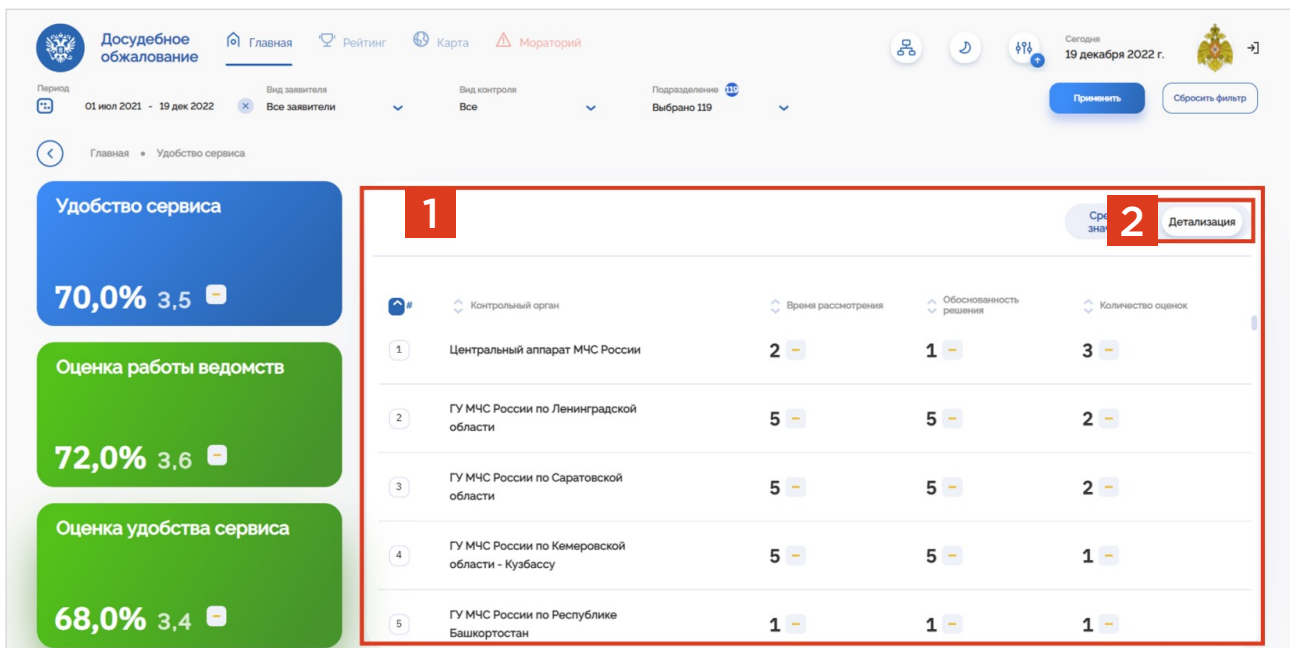 Досудебное обжалование
Главная
Рейтинг
Карта
Мораторий
Сегодня
19 декабря 2022 г.
Период
01 июл 2021 - 19 дек 2022
Вид заявителя
Все заявители
Вид контроля
Все
Подразделение 119
Выбрано 119
Применить
Сбросить фильтр
Главная • Удобство сервиса
Удобство сервиса
70,0% 3,5
Оценка работы ведомств
72,0% 3,6
Оценка удобства сервиса
68,0% 3,4
1
2
Детализация
# Контрольный орган Время рассмотрения Обоснованность решения Количество оценок
1 Центральный аппарат МЧС России 2 – 1 – 3 –
2 ГУ МЧС России по Ленинградской области 5 – 5 – 2 –
3 ГУ МЧС России по Саратовской области 5 – 5 – 2 –
4 ГУ МЧС России по Кемеровской области - Кузбассу 5 – 5 – 1 –
5 ГУ МЧС России по Республике Башкортостан 1 – 1 – 1 –